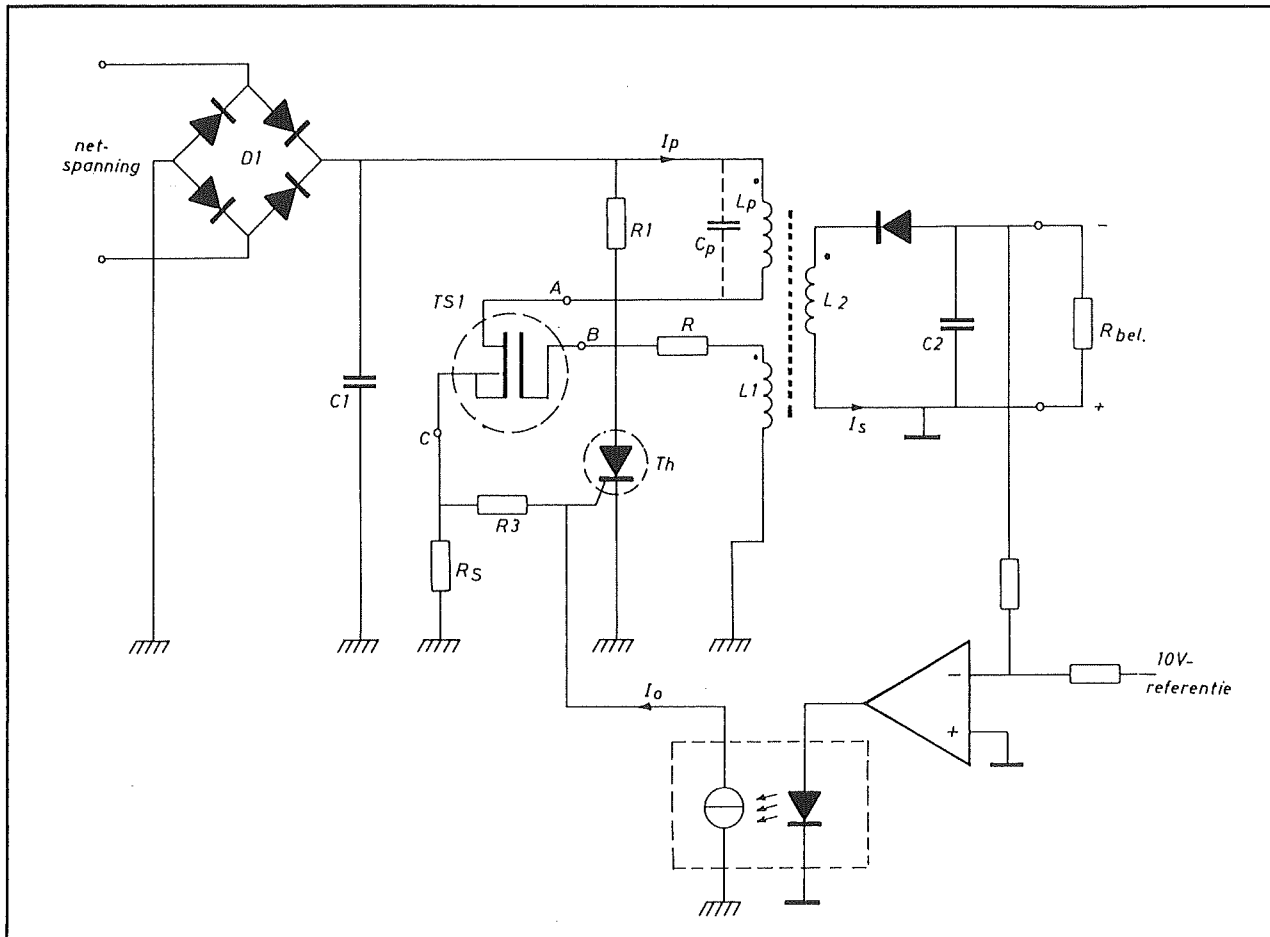 net-
spanning
D1
C1
TS1
A
B
C
R3
RS
R1
Th
Ip
Cp
Lp
R
L1
L2
Is
C2
Rbel.
-
+
Io
-
+
10V-
referentie